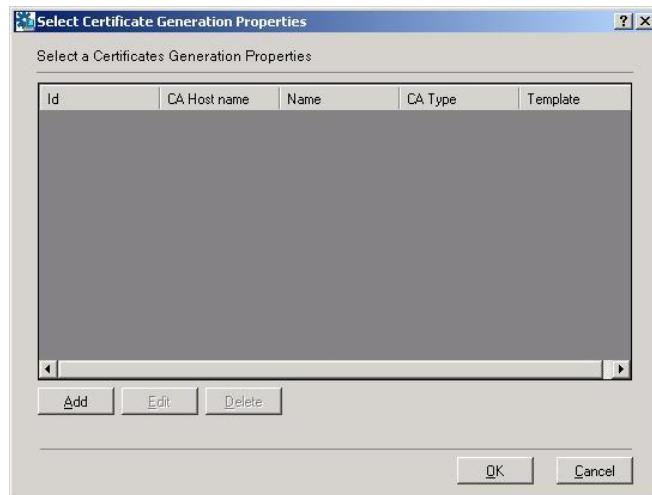 Select Certificate Generation Properties
Select a Certificates Generation Properties
Id CA Host name Name CA Type Template
Add Edit Delete
OK Cancel